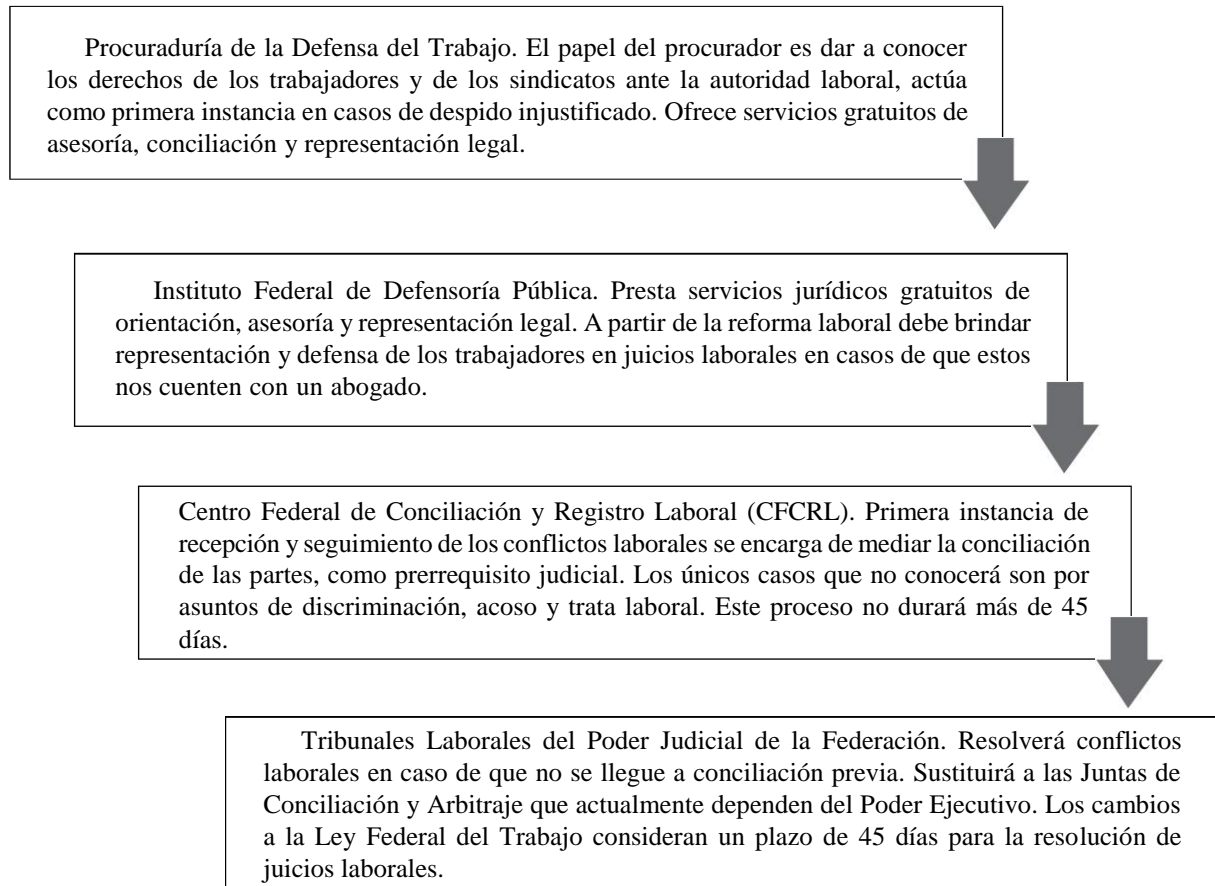 Procuraduría de la Defensa del Trabajo. El papel del procurador es dar a conocer
los derechos de los trabajadores y de los sindicatos ante la autoridad laboral, actúa
como primera instancia en casos de despido injustificado. Ofrece servicios gratuitos de
asesoría, conciliación y representación legal.
Instituto Federal de Defensoría Pública. Presta servicios jurídicos gratuitos de
orientación, asesoría y representación legal. A partir de la reforma laboral debe brindar
representación y defensa de los trabajadores en juicios laborales en casos de que estos
nos cuenten con un abogado.
Centro Federal de Conciliación y Registro Laboral (CFCRL). Primera instancia de
recepción y seguimiento de los conflictos laborales se encarga de mediar la conciliación
de las partes, como prerrequisito judicial. Los únicos casos que no conocerá son por
asuntos de discriminación, acoso y trata laboral. Este proceso no durará más de 45
días.
Tribunales Laborales del Poder Judicial de la Federación. Resolverá conflictos
laborales en caso de que no se llegue a conciliación previa. Sustituirá a las Juntas de
Conciliación y Arbitraje que actualmente dependen del Poder Ejecutivo. Los cambios
a la Ley Federal del Trabajo consideran un plazo de 45 días para la resolución de
juicios laborales.